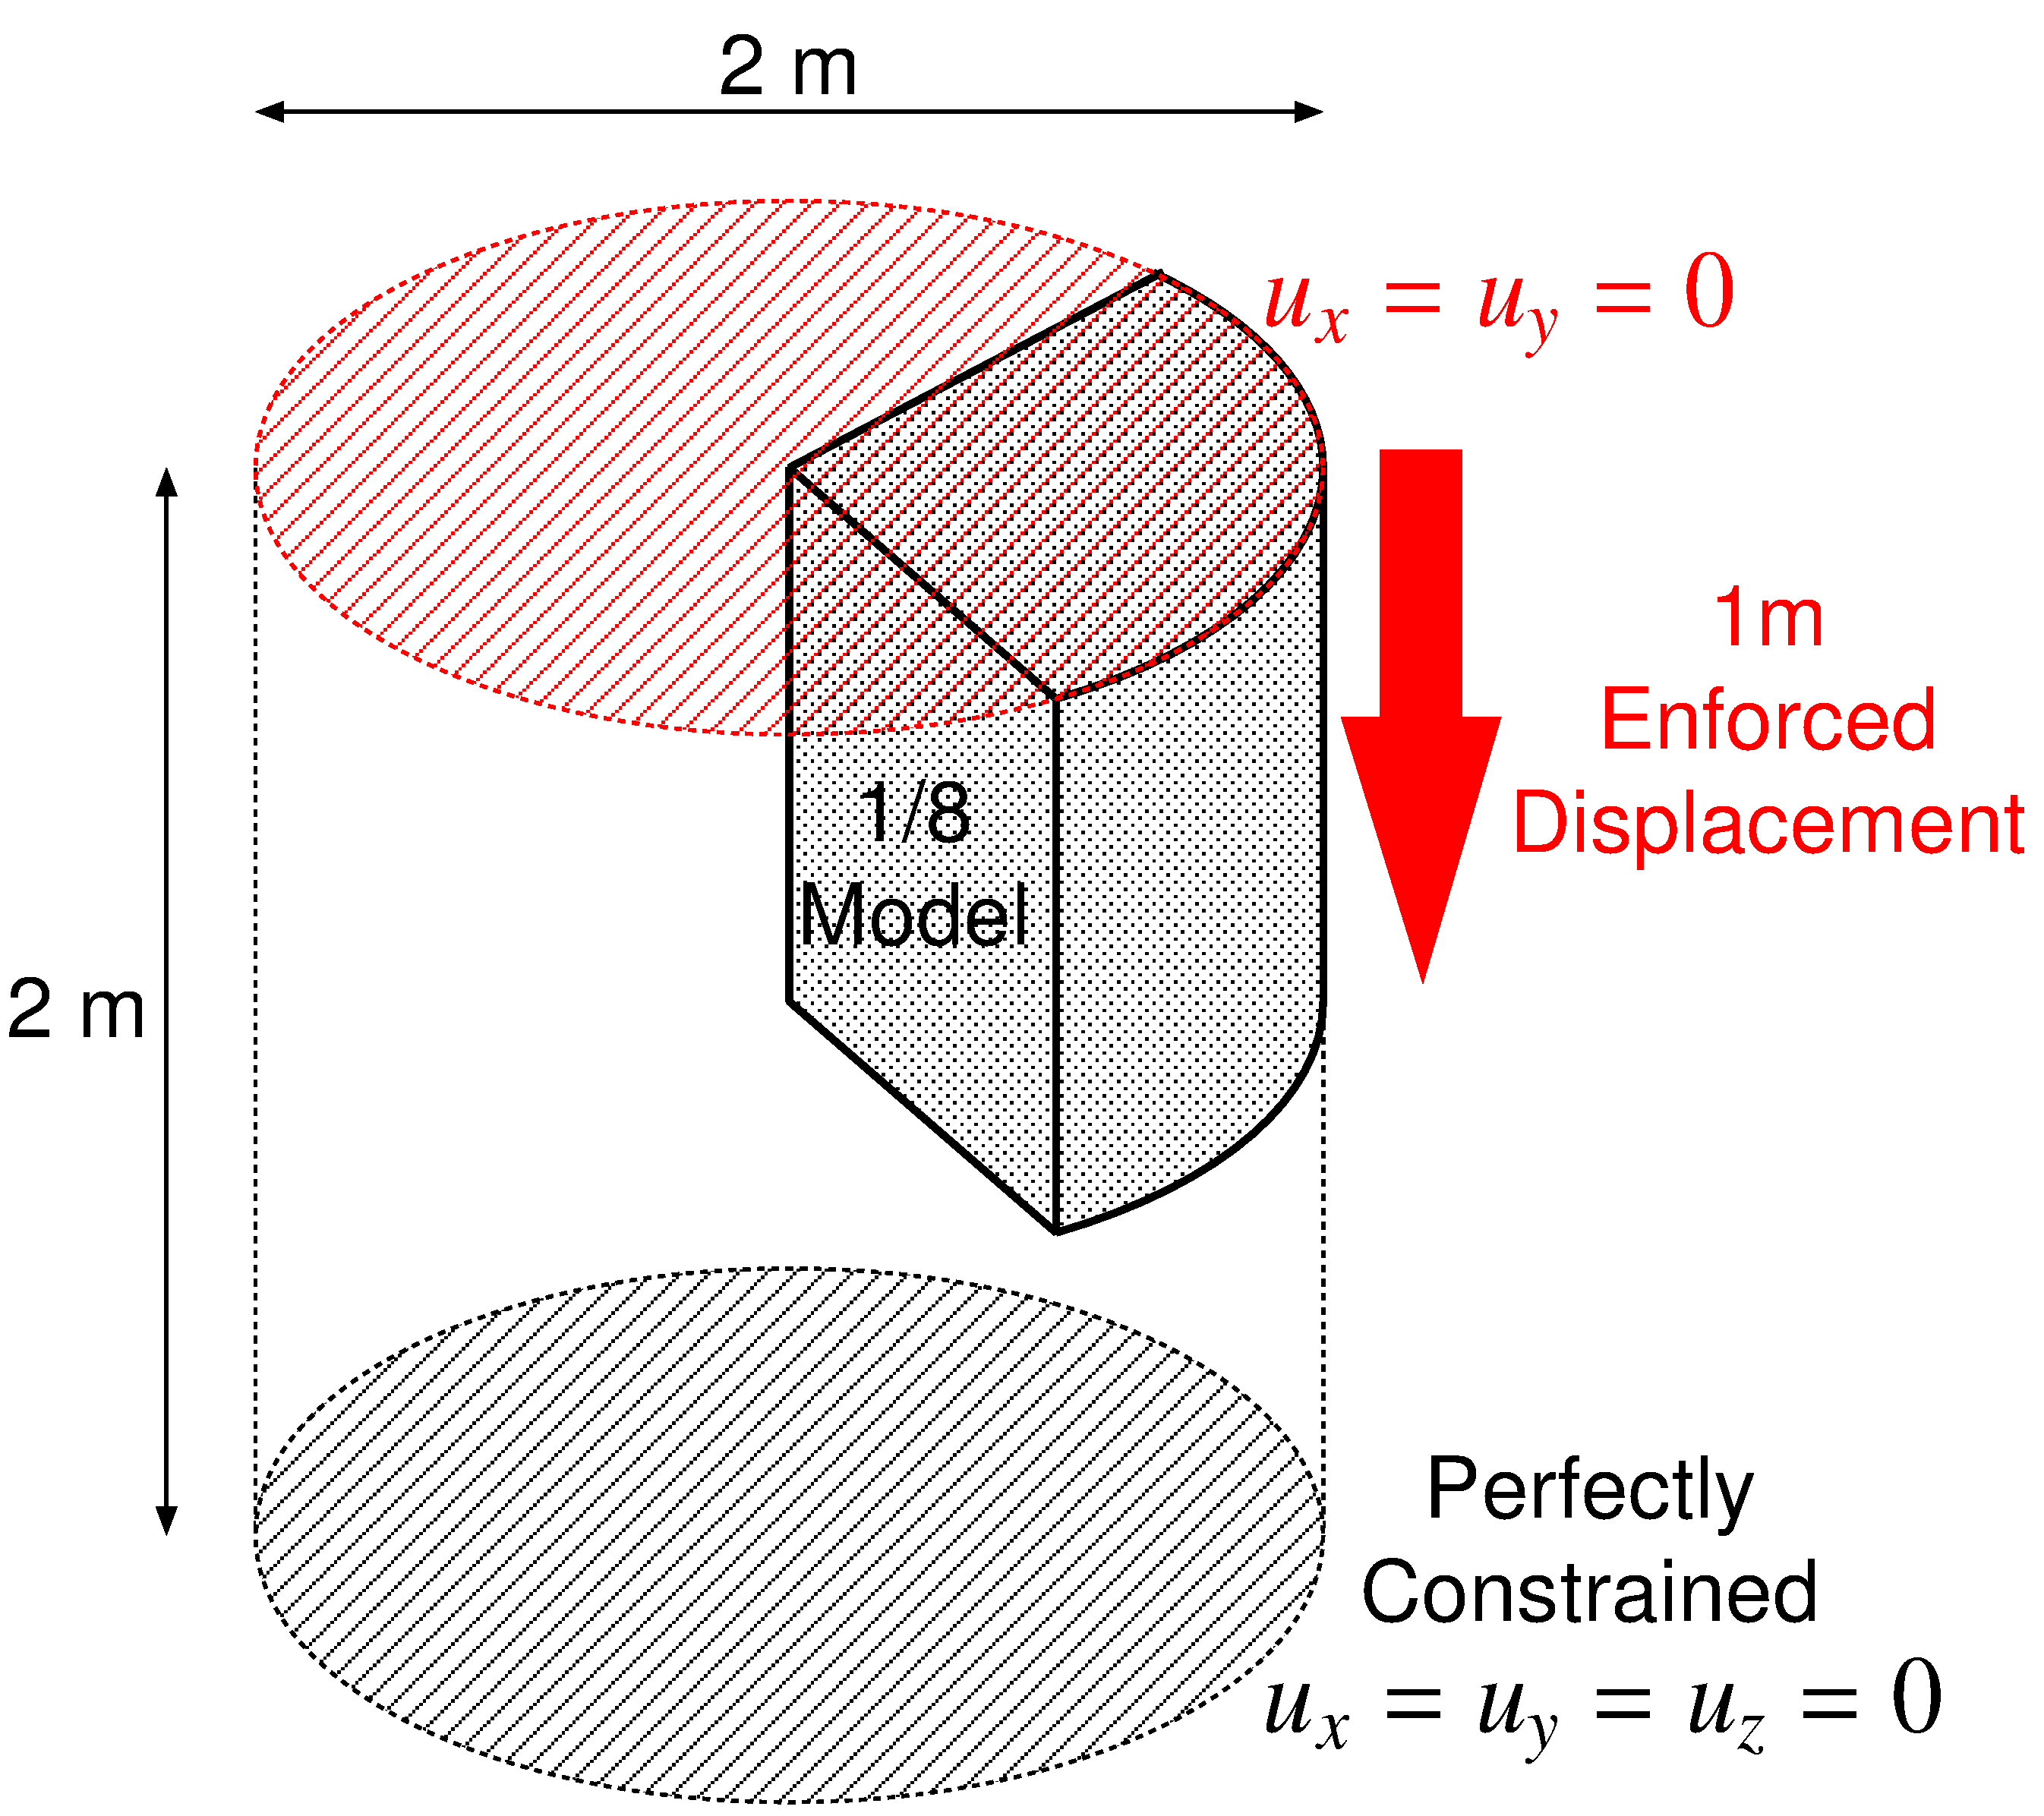 2 m
u_x = u_y = 0
1m
Enforced
Displacement
1/8
Model
2 m
Perfectly
Constrained
u_x = u_y = u_z = 0